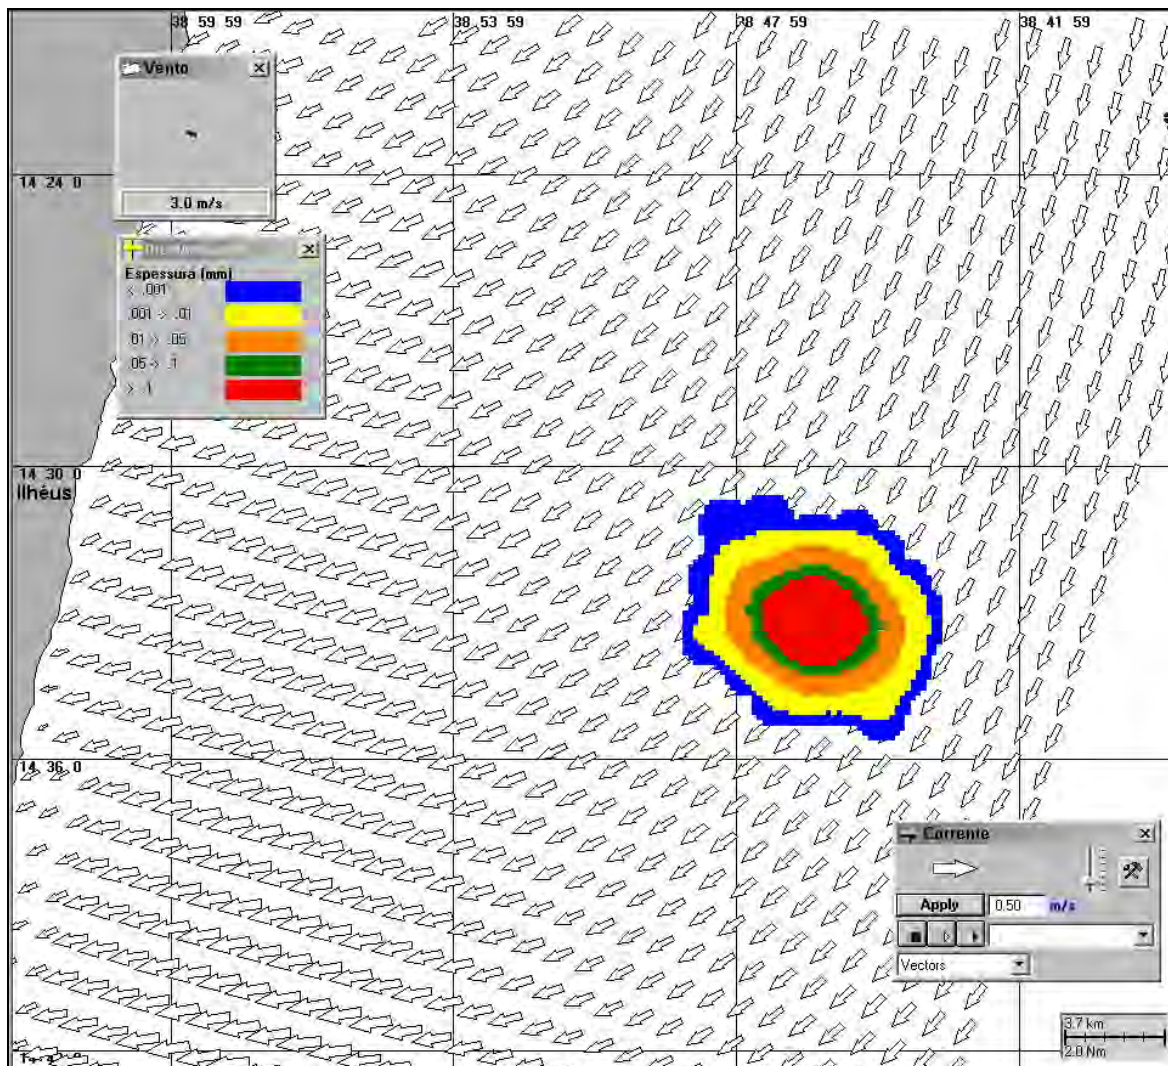 38 59 59
38 53 59
38 47 59
38 41 59
Vento
3.0 m/s
14 24 0
Espessura (mm)
< .001
.001 -> .01
.01 -> .05
.05 -> .1
> .1
14 30 0
Ilhéus
14 36 0
Corrente
Apply
0.50
m/s
Vectors
3.7 km
2.0 Nm